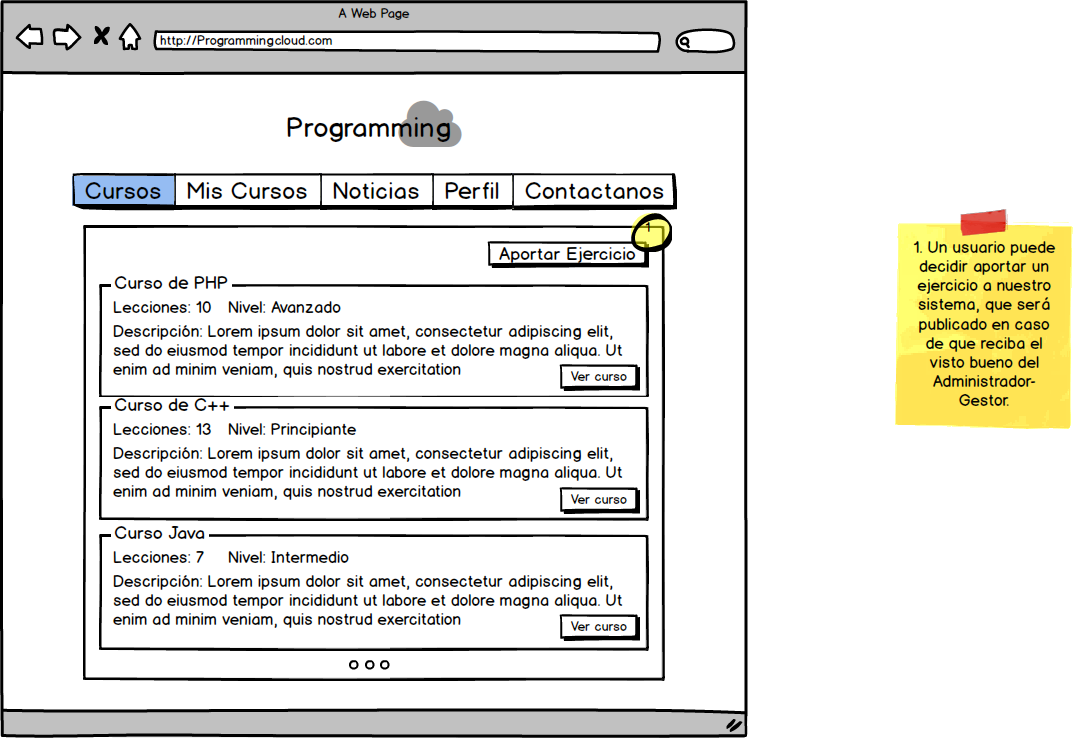 A Web Page
http://Programmingcloud.com
Programming
Cursos Mis Cursos Noticias Perfil Contactanos
1
Aportar Ejercicio
Curso de PHP
Lecciones: 10 Nivel: Avanzado
Descripción: Lorem ipsum dolor sit amet, consectetur adipiscing elit,
sed do eiusmod tempor incididunt ut labore et dolore magna aliqua. Ut
enim ad minim veniam, quis nostrud exercitation
Ver curso
Curso de C++
Lecciones: 13 Nivel: Principiante
Descripción: Lorem ipsum dolor sit amet, consectetur adipiscing elit,
sed do eiusmod tempor incididunt ut labore et dolore magna aliqua. Ut
enim ad minim veniam, quis nostrud exercitation
Ver curso
Curso Java
Lecciones: 7 Nivel: Intermedio
Descripción: Lorem ipsum dolor sit amet, consectetur adipiscing elit,
sed do eiusmod tempor incididunt ut labore et dolore magna aliqua. Ut
enim ad minim veniam, quis nostrud exercitation
Ver curso
1. Un usuario puede
decidir aportar un
ejercicio a nuestro
sistema, que será
publicado en caso
de que reciba el
visto bueno del
Administrador-
Gestor.